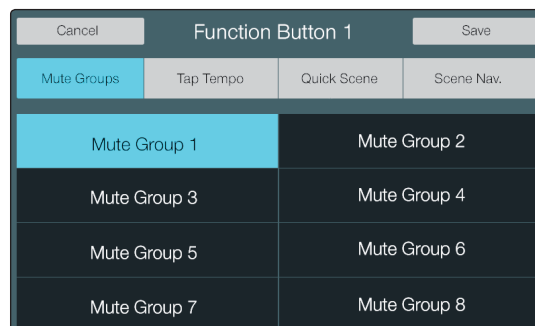 Cancel Function Button 1 Save
Mute Groups Tap Tempo Quick Scene Scene Nav.
Mute Group 1 Mute Group 2
Mute Group 3 Mute Group 4
Mute Group 5 Mute Group 6
Mute Group 7 Mute Group 8